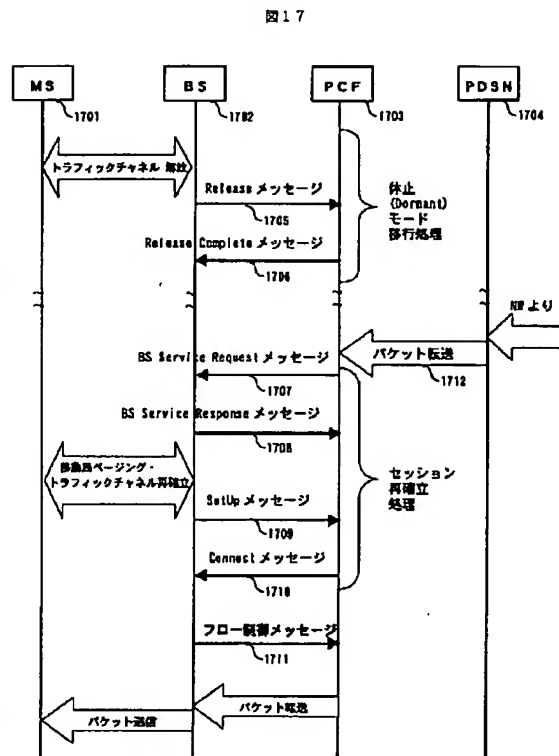 図17
MS
BS
PCF
PDSN
1701
1702
1703
1704
トラフィックチャネル
Release メッセージ
1705
Release Complete メッセージ
1706
休止
(Dormant)
モード
移行処理
NWより
パケット転送
1712
BS Service Request メッセージ
1707
BS Service Response メッセージ
1708
移動局ページング・
トラフィックチャネル再確立
SetUp メッセージ
1709
Connect メッセージ
1710
セッション
再確立
処理
フロー制御メッセージ
1711
パケット転送
パケット送信